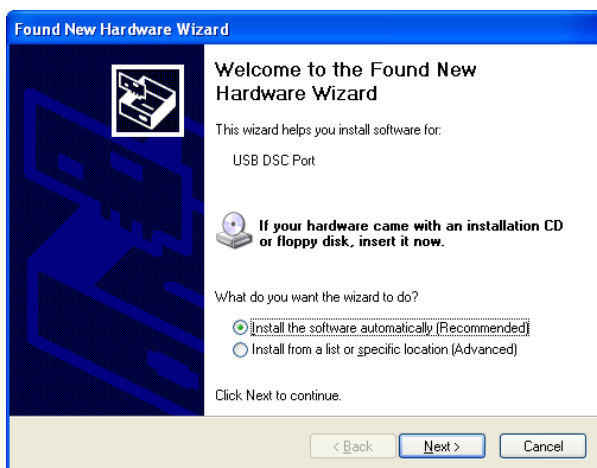 Found New Hardware Wizard
Welcome to the Found New
Hardware Wizard
This wizard helps you install software for:
USB DSC Port
If your hardware came with an installation CD
or floppy disk, insert it now.
What do you want the wizard to do?
Install the software automatically (Recommended)
Install from a list or specific location (Advanced)
Click Next to continue.
< Back
Next >
Cancel